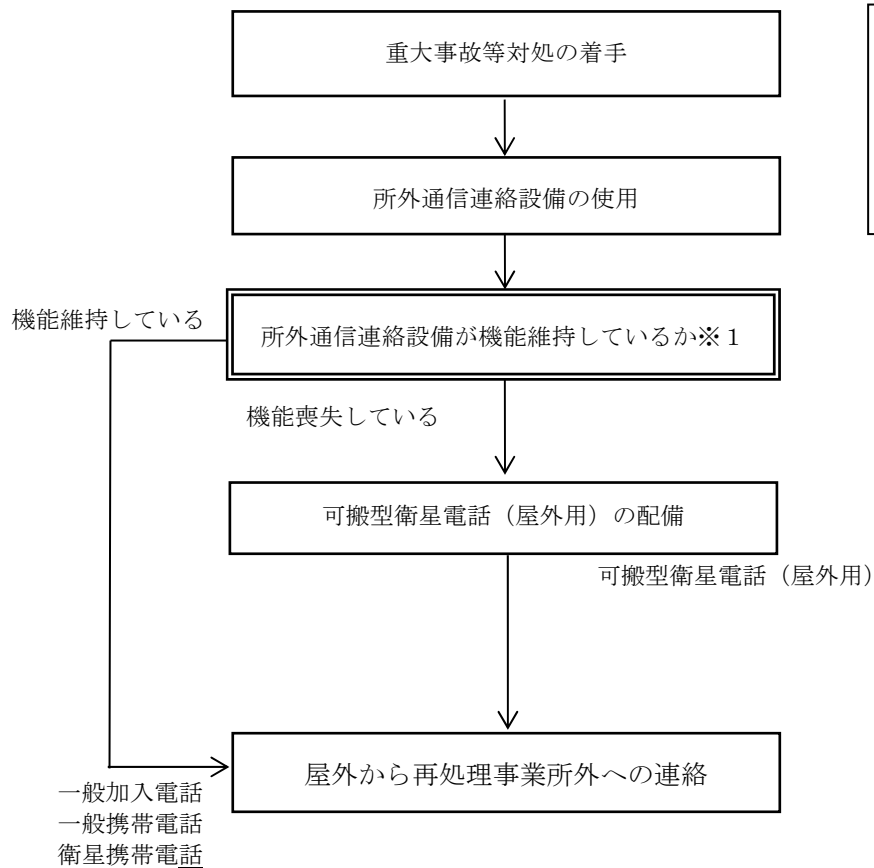 重大事故等対処の着手
所外通信連絡設備の使用
機能維持している
所外通信連絡設備が機能維持しているか※1
機能喪失している
可搬型衛星電話(屋外用)の配備
可搬型衛星電話(屋外用)
屋外から再処理事業所外への連絡
一般加入電話
一般携帯電話
衛星携帯電話